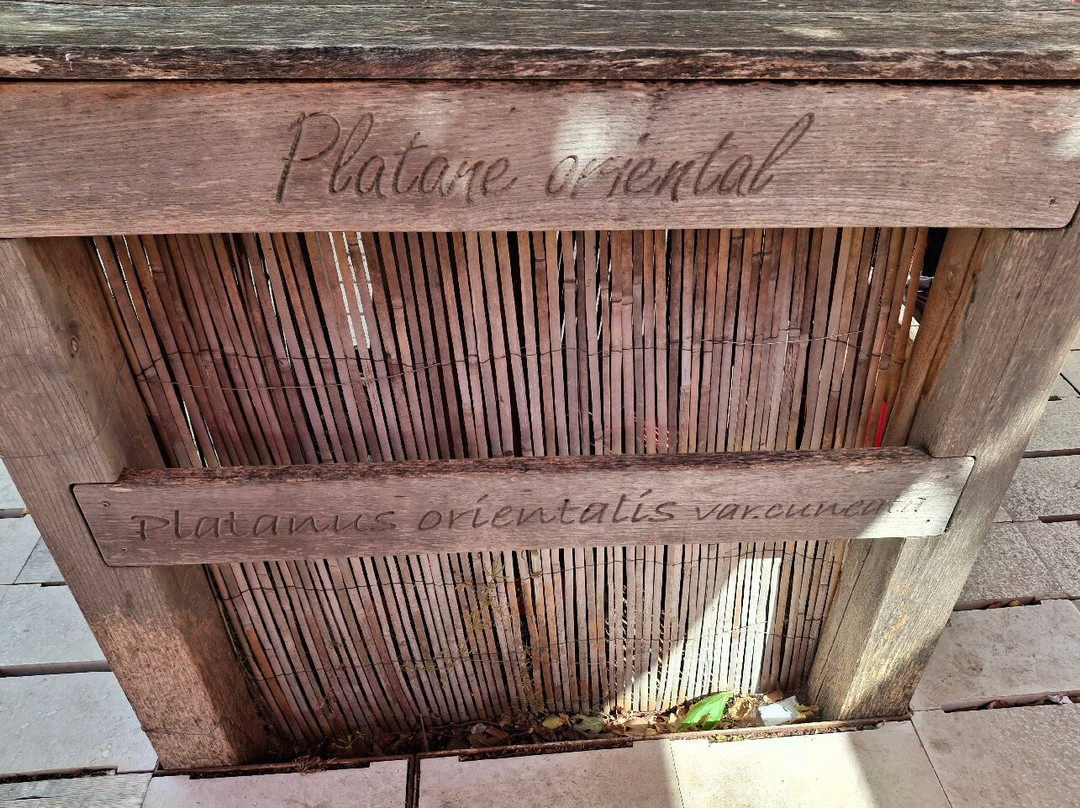 Platane oriental
Platanus orientalis var.cuneata